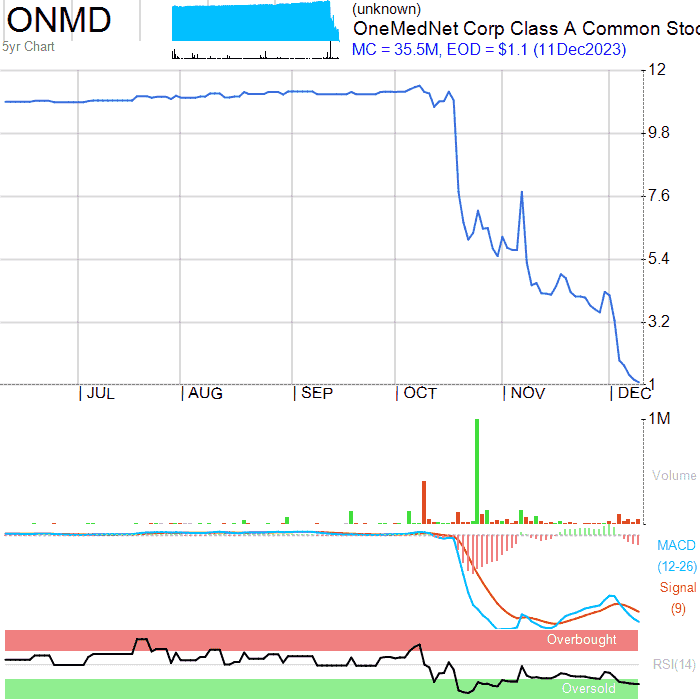 ONMD
5yr Chart
(unknown)
OneMedNet Corp Class A Common Stoc
MC = 35.5M, EOD = $1.1 (11Dec2023)
12
9.8
7.6
5.4
3.2
1
JUL AUG SEP OCT NOV DEC
1M
Volume
MACD
(12-26)
Signal
(9)
Overbought
RSI(14)
Oversold